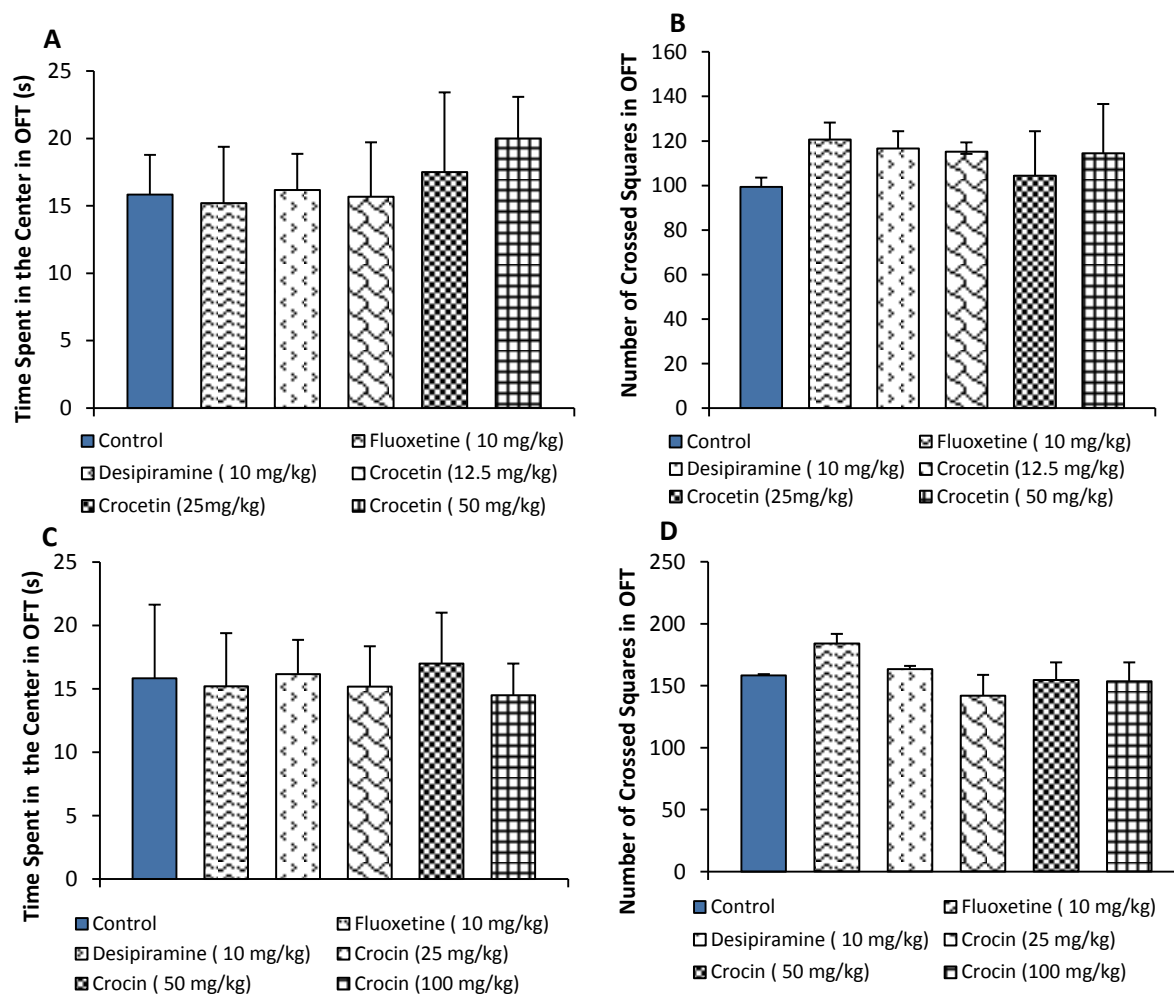 A
Time Spent in the Center in OFT (s)
25
20
15
10
5
0
Control
Fluoxetine ( 10 mg/kg)
Desipiramine ( 10 mg/kg)
Crocetin (12.5 mg/kg)
Crocetin (25mg/kg)
Crocetin ( 50 mg/kg)
B
Number of Crossed Squares in OFT
160
140
120
100
80
60
40
20
0
Control
Fluoxetine ( 10 mg/kg)
Desipiramine ( 10 mg/kg)
Crocetin (12.5 mg/kg)
Crocetin (25mg/kg)
Crocetin ( 50 mg/kg)
C
Time Spent in the Center in OFT (s)
25
20
15
10
5
0
Control
Fluoxetine ( 10 mg/kg)
Desipiramine ( 10 mg/kg)
Crocin (25 mg/kg)
Crocin ( 50 mg/kg)
Crocin (100 mg/kg)
D
Number of Crossed Squares in OFT
250
200
150
100
50
0
Control
Fluoxetine ( 10 mg/kg)
Desipiramine ( 10 mg/kg)
Crocin (25 mg/kg)
Crocin ( 50 mg/kg)
Crocin (100 mg/kg)